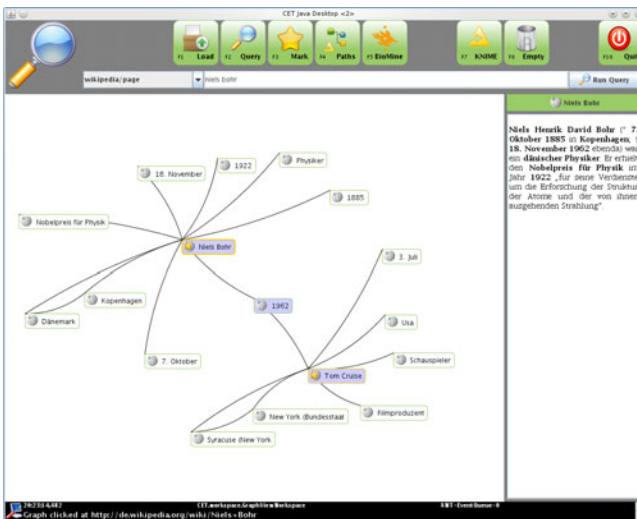 CET Java Desktop <2>
F1 Load
F2 Query
F3 Mark
F4 Paths
F5 BioMine
F7 KNIME
F8 Empty
F10 Quit
wikipedia/page
niels bohr
Run Query
Niels Bohr
Niels Henrik David Bohr (* 7.
Oktober 1885 in Kopenhagen, †
18. November 1962 ebenda) war
ein dänischer Physiker. Er erhielt
den Nobelpreis für Physik im
Jahr 1922 „für seine Verdienste
um die Erforschung der Struktur
der Atome und der von ihnen
ausgehenden Strahlung".
Physiker
1922
18. November
1885
Nobelpreis für Physik
Niels Bohr
3. Juli
Kopenhagen
1962
Dänemark
Usa
7. Oktober
Schauspieler
Tom Cruise
New York (Bundesstaat
Filmproduzent
Syracuse (New York
CET.workspace.GraphViewWorkspace
AWT-EventQueue-0
Graph clicked at http://de.wikipedia.org/wiki/Niels+Bohr